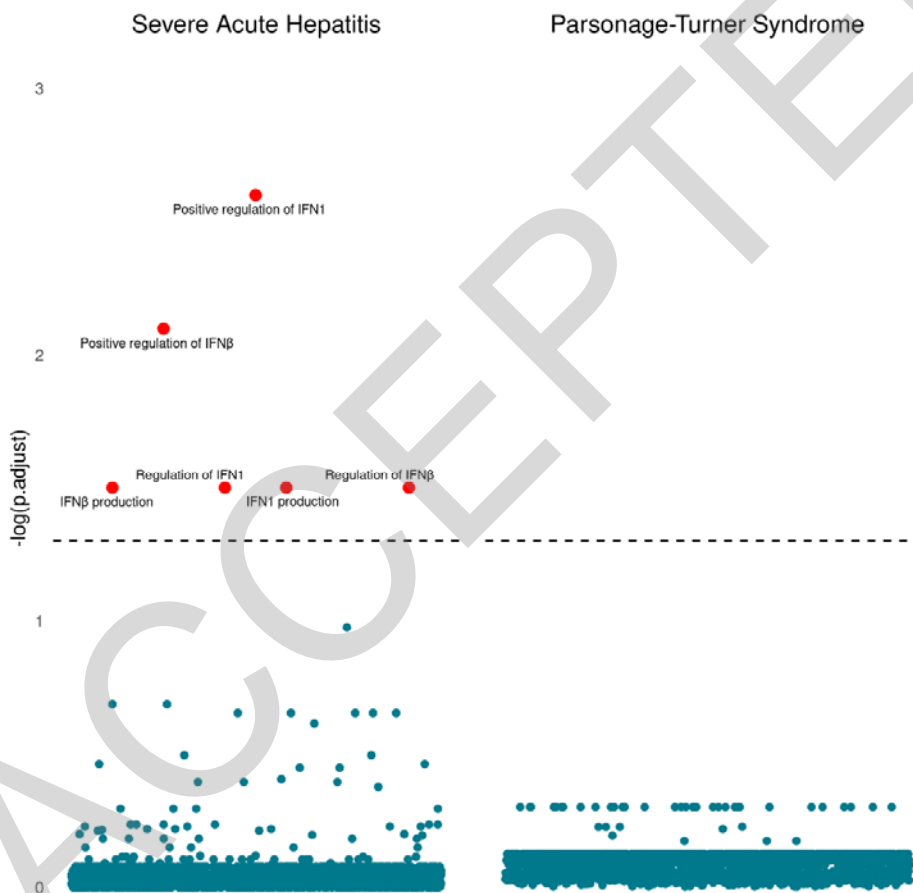 Severe Acute Hepatitis
Parsonage-Turner Syndrome
3
Positive regulation of IFN1
Positive regulation of IFNβ
2
-log(p.adjust)
Regulation of IFN1
Regulation of IFNβ
IFNβ production
IFN1 production
1
0
ACCEPTE